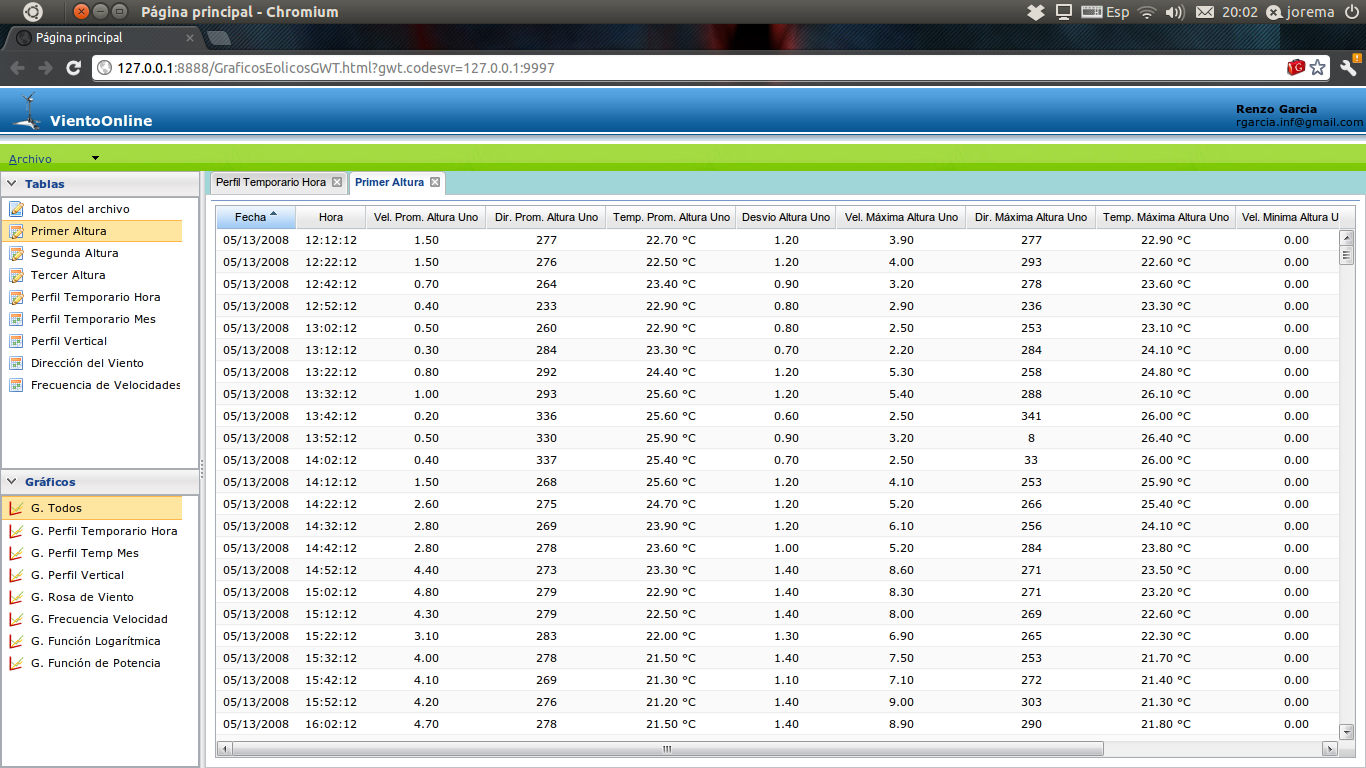 Página principal - Chromium
Esp
20:02
jorema
Página principal
127.0.0.1:8888/GraficosEolicosGWT.html?gwt.codesvr=127.0.0.1:9997
VientoOnline
Renzo Garcia
rgarcia.inf@gmail.com
Archivo
Tablas
Datos del archivo
Primer Altura
Segunda Altura
Tercer Altura
Perfil Temporario Hora
Perfil Temporario Mes
Perfil Vertical
Dirección del Viento
Frecuencia de Velocidades
Gráficos
G. Todos
G. Perfil Temporario Hora
G. Perfil Temp Mes
G. Perfil Vertical
G. Rosa de Viento
G. Frecuencia Velocidad
G. Función Logarítmica
G. Función de Potencia
Perfil Temporario Hora
Primer Altura
Fecha Hora Vel. Prom. Altura Uno Dir. Prom. Altura Uno Temp. Prom. Altura Uno Desvio Altura Uno Vel. Máxima Altura Uno Dir. Máxima Altura Uno Temp. Máxima Altura Uno Vel. Minima Altura U
05/13/2008 12:12:12 1.50 277 22.70 °C 1.20 3.90 277 22.90 °C 0.00
05/13/2008 12:22:12 1.50 276 22.50 °C 1.20 4.00 293 22.60 °C 0.00
05/13/2008 12:42:12 0.70 264 23.40 °C 0.90 3.20 278 23.60 °C 0.00
05/13/2008 12:52:12 0.40 233 22.90 °C 0.80 2.90 236 23.30 °C 0.00
05/13/2008 13:02:12 0.50 260 22.90 °C 0.80 2.50 253 23.10 °C 0.00
05/13/2008 13:12:12 0.30 284 23.30 °C 0.70 2.20 284 24.10 °C 0.00
05/13/2008 13:22:12 0.80 292 24.40 °C 1.20 5.30 258 24.80 °C 0.00
05/13/2008 13:32:12 1.00 293 25.60 °C 1.20 5.40 288 26.10 °C 0.00
05/13/2008 13:42:12 0.20 336 25.60 °C 0.60 2.50 341 26.00 °C 0.00
05/13/2008 13:52:12 0.50 330 25.90 °C 0.90 3.20 8 26.40 °C 0.00
05/13/2008 14:02:12 0.40 337 25.40 °C 0.70 2.50 33 26.00 °C 0.00
05/13/2008 14:12:12 1.50 268 25.60 °C 1.20 4.10 253 25.90 °C 0.00
05/13/2008 14:22:12 2.60 275 24.70 °C 1.20 5.20 266 25.40 °C 0.00
05/13/2008 14:32:12 2.80 269 23.90 °C 1.20 6.10 256 24.10 °C 0.00
05/13/2008 14:42:12 2.80 278 23.60 °C 1.00 5.20 284 23.80 °C 0.00
05/13/2008 14:52:12 4.40 273 23.30 °C 1.40 8.60 271 23.50 °C 0.00
05/13/2008 15:02:12 4.80 279 22.90 °C 1.40 8.30 271 23.20 °C 0.00
05/13/2008 15:12:12 4.30 279 22.50 °C 1.40 8.00 269 22.60 °C 0.00
05/13/2008 15:22:12 3.10 283 22.00 °C 1.30 6.90 265 22.30 °C 0.00
05/13/2008 15:32:12 4.00 278 21.50 °C 1.40 7.50 253 21.70 °C 0.00
05/13/2008 15:42:12 4.10 269 21.30 °C 1.10 7.10 272 21.40 °C 0.00
05/13/2008 15:52:12 4.20 276 21.20 °C 1.40 9.00 303 21.30 °C 0.00
05/13/2008 16:02:12 4.70 278 21.50 °C 1.40 8.90 290 21.80 °C 0.00